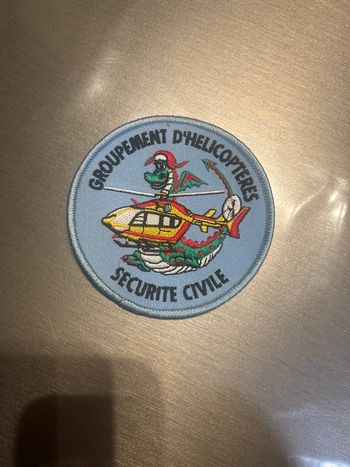 GROUPEMENT D'HELICOPTERES
SECURITE CIVILE